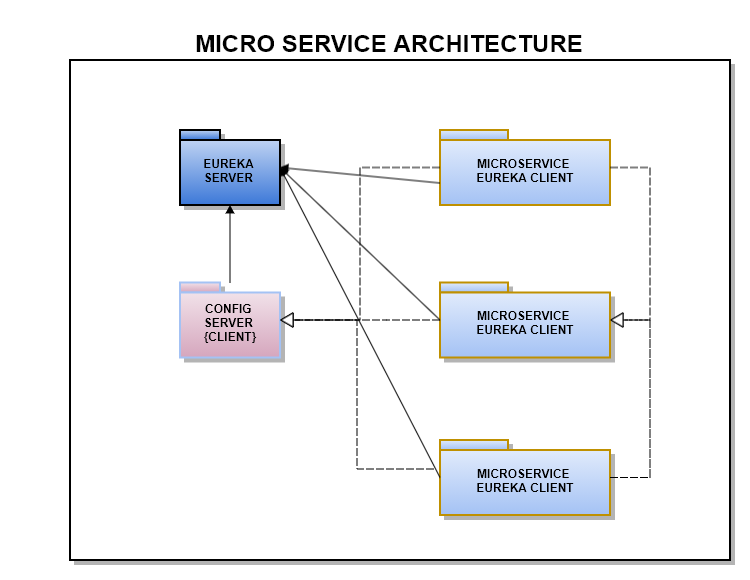 MICRO SERVICE ARCHITECTURE
EUREKA
SERVER
MICROSERVICE
EUREKA CLIENT
CONFIG
SERVER
{CLIENT}
MICROSERVICE
EUREKA CLIENT
MICROSERVICE
EUREKA CLIENT